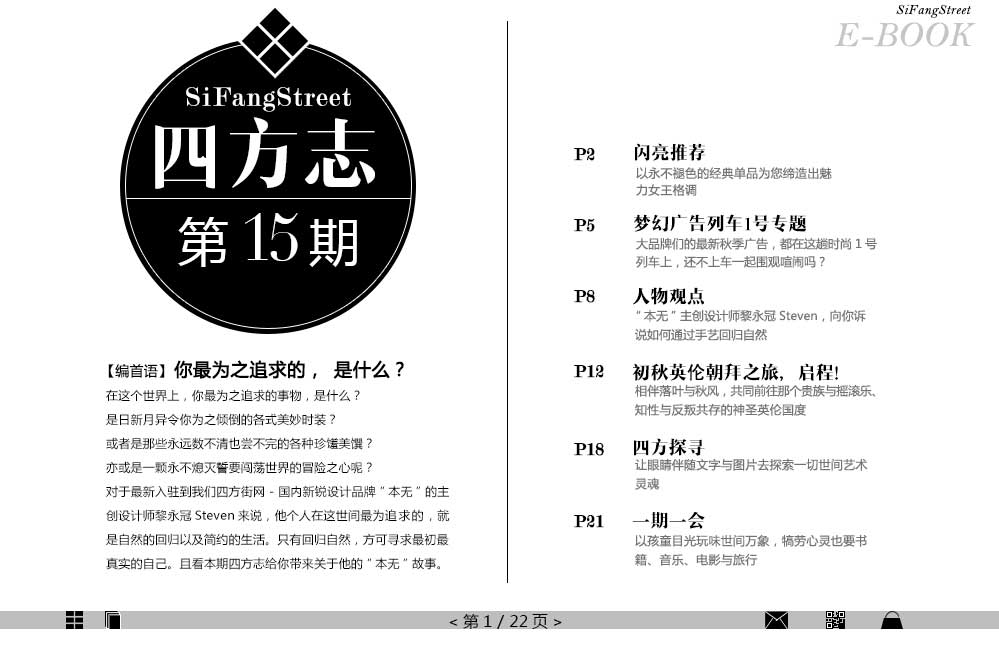 SiFangStreet
四方志
第15期
【编首语】你最为之追求的， 是什么？
在这个世界上，你最为之追求的事物，是什么？
是日新月异令你为之倾倒的各式美妙时装？
或者是那些永远数不清也尝不完的各种珍馐美馔？
亦或是一颗永不熄灭誓要闯荡世界的冒险之心呢？
对于最新入驻到我们四方街网 - 国内新锐设计品牌“本无”的主
创设计师黎永冠 Steven 来说，他个人在这世间最为追求的，就
是自然的回归以及简约的生活。只有回归自然，方可寻求最初最
真实的自己。且看本期四方志给你带来关于他的“本无”故事。
SiFangStreet
E-BOOK
P2 闪亮推荐
以永不褪色的经典单品为您缔造出魅
力女王格调
P5 梦幻广告列车1号专题
大品牌们的最新秋季广告，都在这趟时尚 1 号
列车上，还不上车一起围观喧闹吗？
P8 人物观点
“本无”主创设计师黎永冠 Steven，向你诉
说如何通过手艺回归自然
P12 初秋英伦朝拜之旅，启程!
相伴落叶与秋风，共同前往那个贵族与摇滚乐、
知性与反叛共存的神圣英伦国度
P18 四方探寻
让眼睛伴随文字与图片去探索一切世间艺术
灵魂
P21 一期一会
以孩童目光玩味世间万象，犒劳心灵也要书
籍、音乐、电影与旅行
< 第 1 / 22 页 >